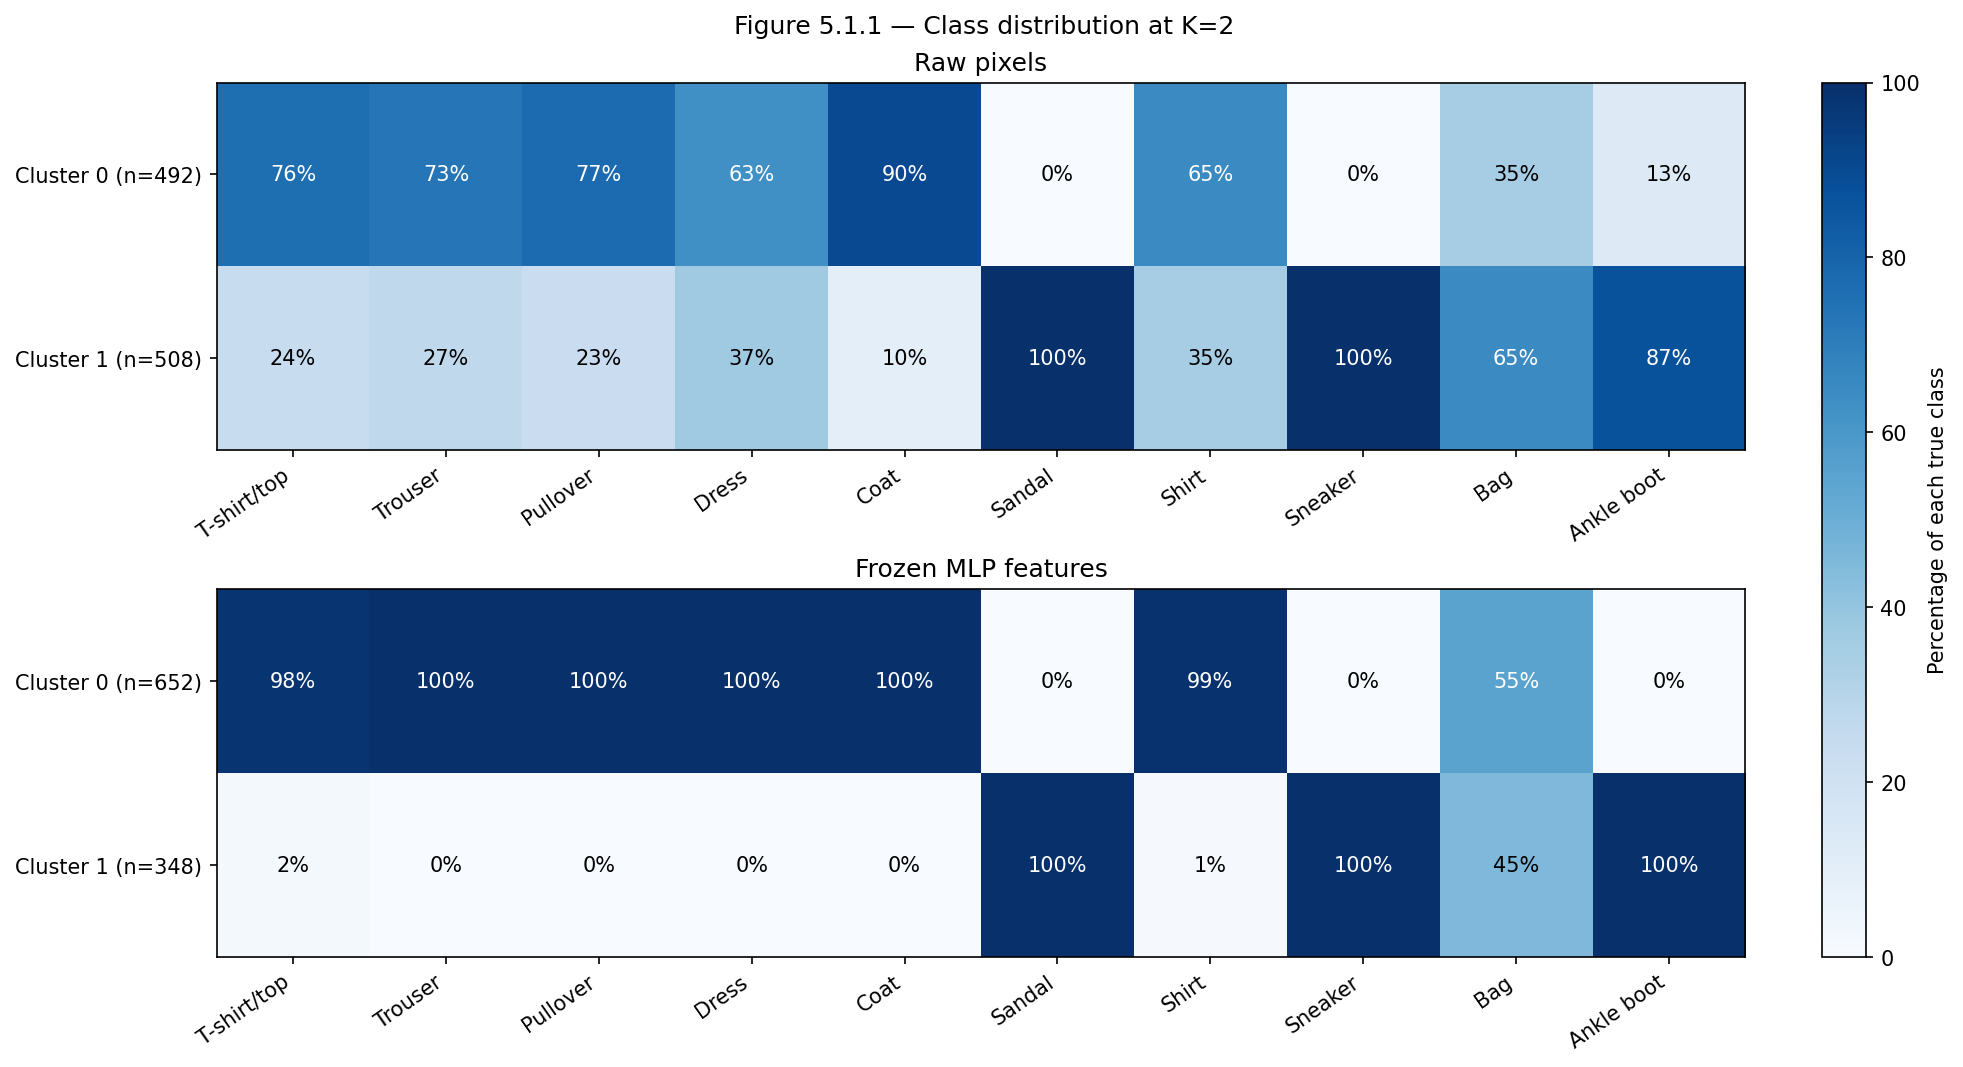 Figure 5.1.1 — Class distribution at K=2
Raw pixels
Cluster 0 (n=492)
76% 73% 77% 63% 90% 0% 65% 0% 35% 13%
Cluster 1 (n=508)
24% 27% 23% 37% 10% 100% 35% 100% 65% 87%
T-shirt/top Trouser Pullover Dress Coat Sandal Shirt Sneaker Bag Ankle boot
Frozen MLP features
Cluster 0 (n=652)
98% 100% 100% 100% 100% 0% 99% 0% 55% 0%
Cluster 1 (n=348)
2% 0% 0% 0% 0% 100% 1% 100% 45% 100%
T-shirt/top Trouser Pullover Dress Coat Sandal Shirt Sneaker Bag Ankle boot
100
80
60
40
20
0
Percentage of each true class